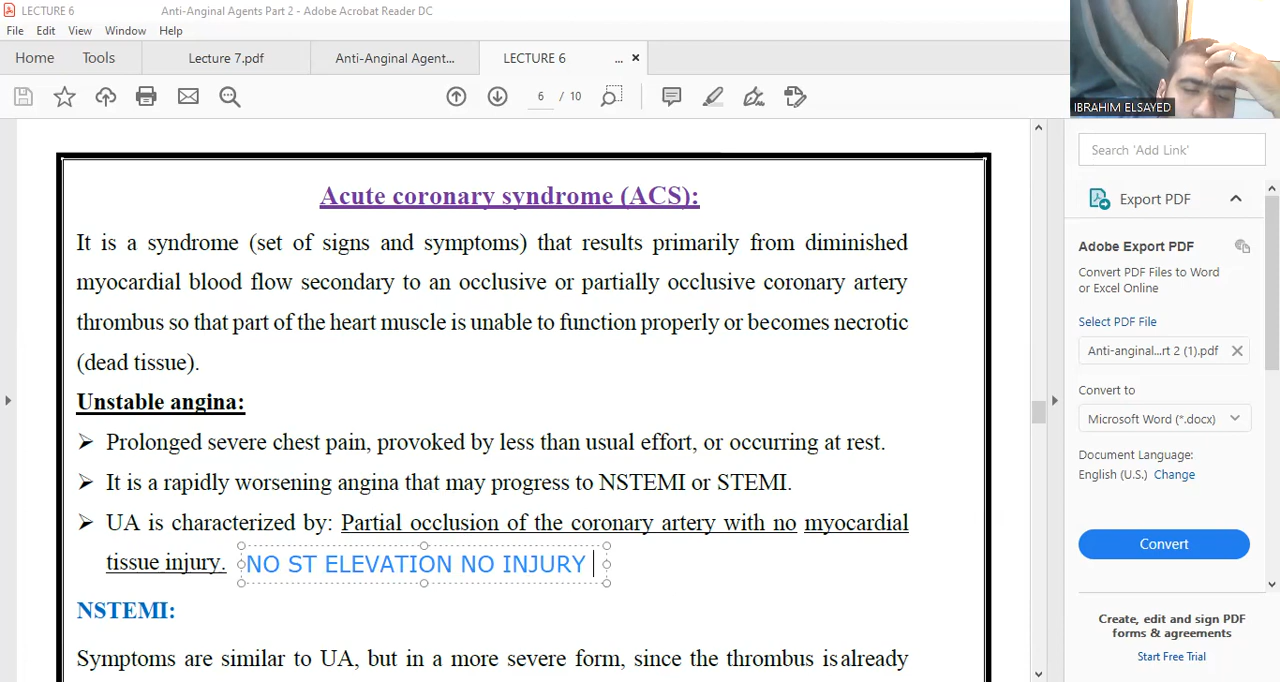 LECTURE 6 Anti-Anginal Agents Part 2 - Adobe Acrobat Reader DC
File Edit View Window Help
Home Tools Lecture 7.pdf Anti-Anginal Agent... LECTURE 6 ... ×
6 / 10
IBRAHIM ELSAYED
Acute coronary syndrome (ACS):
It is a syndrome (set of signs and symptoms) that results primarily from diminished
myocardial blood flow secondary to an occlusive or partially occlusive coronary artery
thrombus so that part of the heart muscle is unable to function properly or becomes necrotic
(dead tissue).
Unstable angina:
➢ Prolonged severe chest pain, provoked by less than usual effort, or occurring at rest.
➢ It is a rapidly worsening angina that may progress to NSTEMI or STEMI.
➢ UA is characterized by: Partial occlusion of the coronary artery with no myocardial
tissue injury. NO ST ELEVATION NO INJURY
NSTEMI:
Symptoms are similar to UA, but in a more severe form, since the thrombus is already
Search 'Add Link'
Export PDF
Adobe Export PDF
Convert PDF Files to Word
or Excel Online
Select PDF File
Anti-anginal...rt 2 (1).pdf
Convert to
Microsoft Word (*.docx)
Document Language:
English (U.S.) Change
Convert
Create, edit and sign PDF
forms & agreements
Start Free Trial